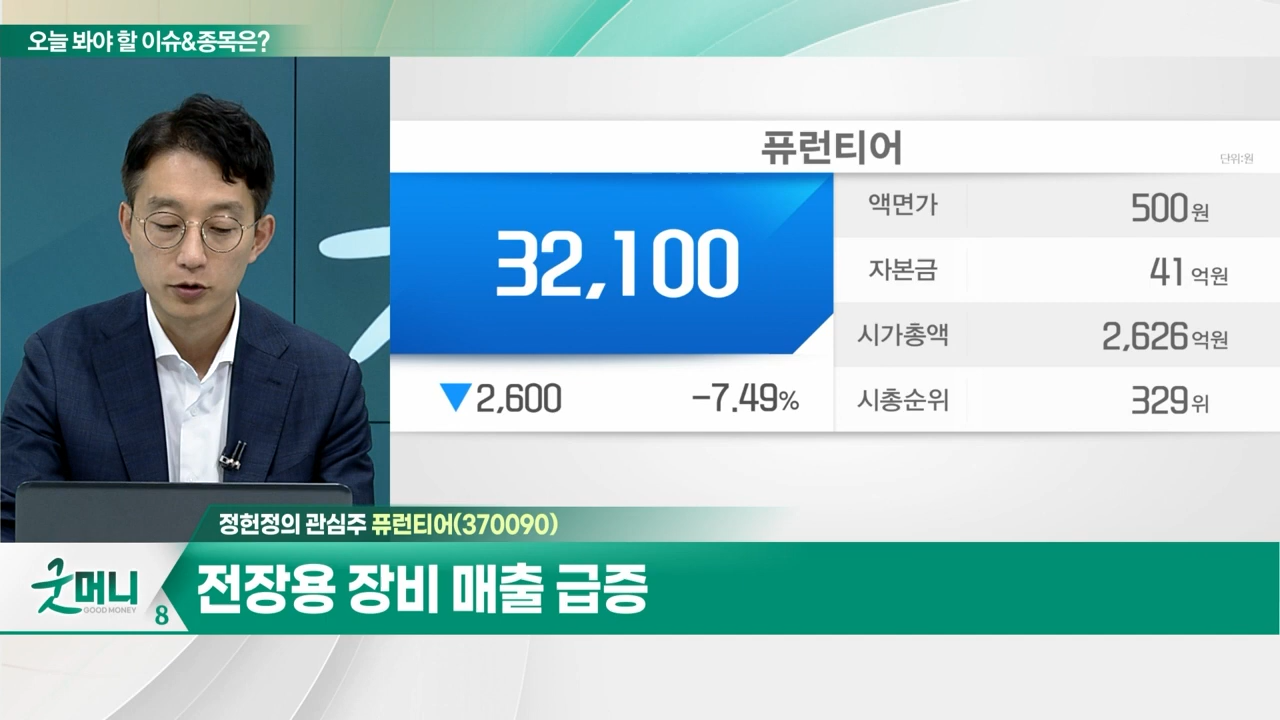 오늘 봐야 할 이슈&종목은?
퓨런티어
단위:원
32,100
▼2,600 -7.49%
액면가 500원
자본금 41억원
시가총액 2,626억원
시총순위 329위
정헌정의 관심주 퓨런티어(370090)
굿머니
GOOD MONEY
8
전장용 장비 매출 급증